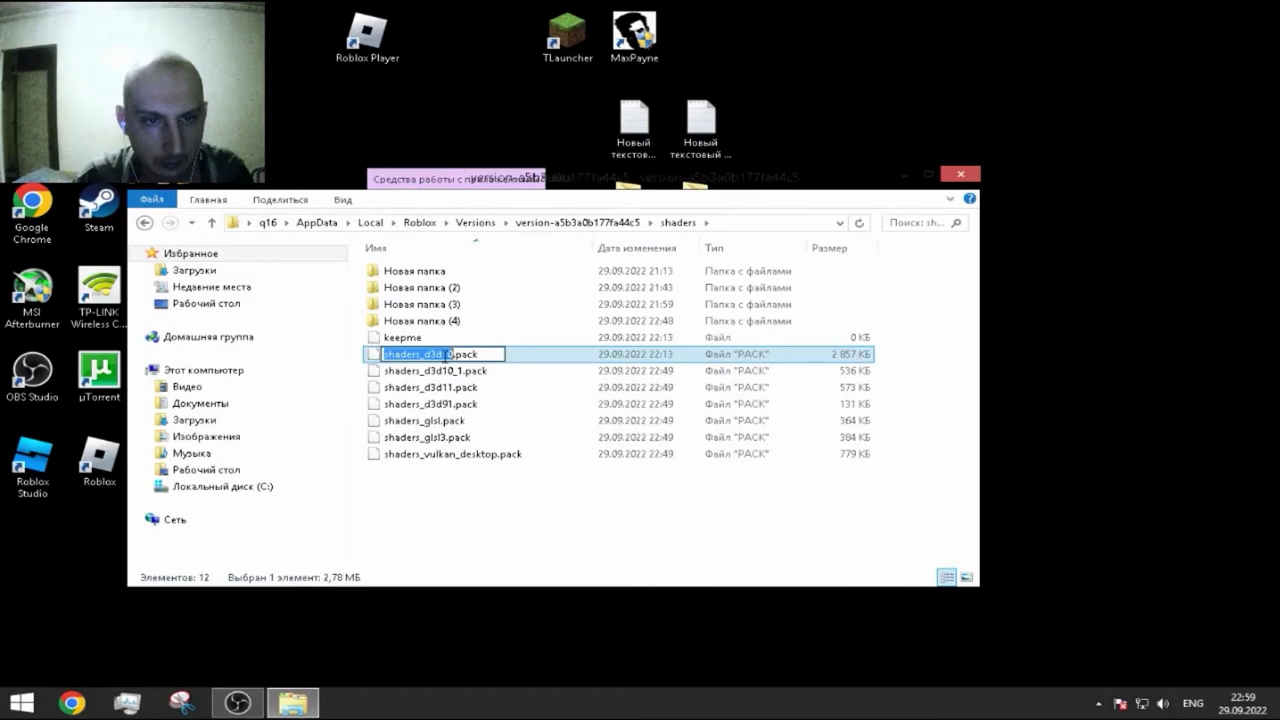 Roblox Player
TLauncher
MaxPayne
Новый
текстов...
Новый
текстовый ...
Google
Chrome
Steam
MSI
Afterburner
TP-LINK
Wireless C...
OBS Studio
µTorrent
Roblox
Studio
Roblox
Файл
Главная
Поделиться
Вид
q16
AppData
Local
Roblox
Versions
version-a5b3a0b177fa44c5
shaders
Поиск: sh...
Избранное
Загрузки
Недавние места
Рабочий стол
Домашняя группа
Этот компьютер
Видео
Документы
Загрузки
Изображения
Музыка
Рабочий стол
Локальный диск (C:)
Сеть
Имя
Дата изменения
Тип
Размер
Новая папка 29.09.2022 21:13 Папка с файлами
Новая папка (2) 29.09.2022 21:43 Папка с файлами
Новая папка (3) 29.09.2022 21:59 Папка с файлами
Новая папка (4) 29.09.2022 22:48 Папка с файлами
keepme 29.09.2022 22:13 Файл 0 КБ
shaders_d3d10.pack 29.09.2022 22:13 Файл "PACK" 2 857 КБ
shaders_d3d10_1.pack 29.09.2022 22:49 Файл "PACK" 536 КБ
shaders_d3d11.pack 29.09.2022 22:49 Файл "PACK" 573 КБ
shaders_d3d91.pack 29.09.2022 22:49 Файл "PACK" 131 КБ
shaders_glsl.pack 29.09.2022 22:49 Файл "PACK" 364 КБ
shaders_glsl3.pack 29.09.2022 22:49 Файл "PACK" 384 КБ
shaders_vulkan_desktop.pack 29.09.2022 22:49 Файл "PACK" 779 КБ
Элементов: 12
Выбран 1 элемент: 2,78 МБ
ENG
22:59
29.09.2022